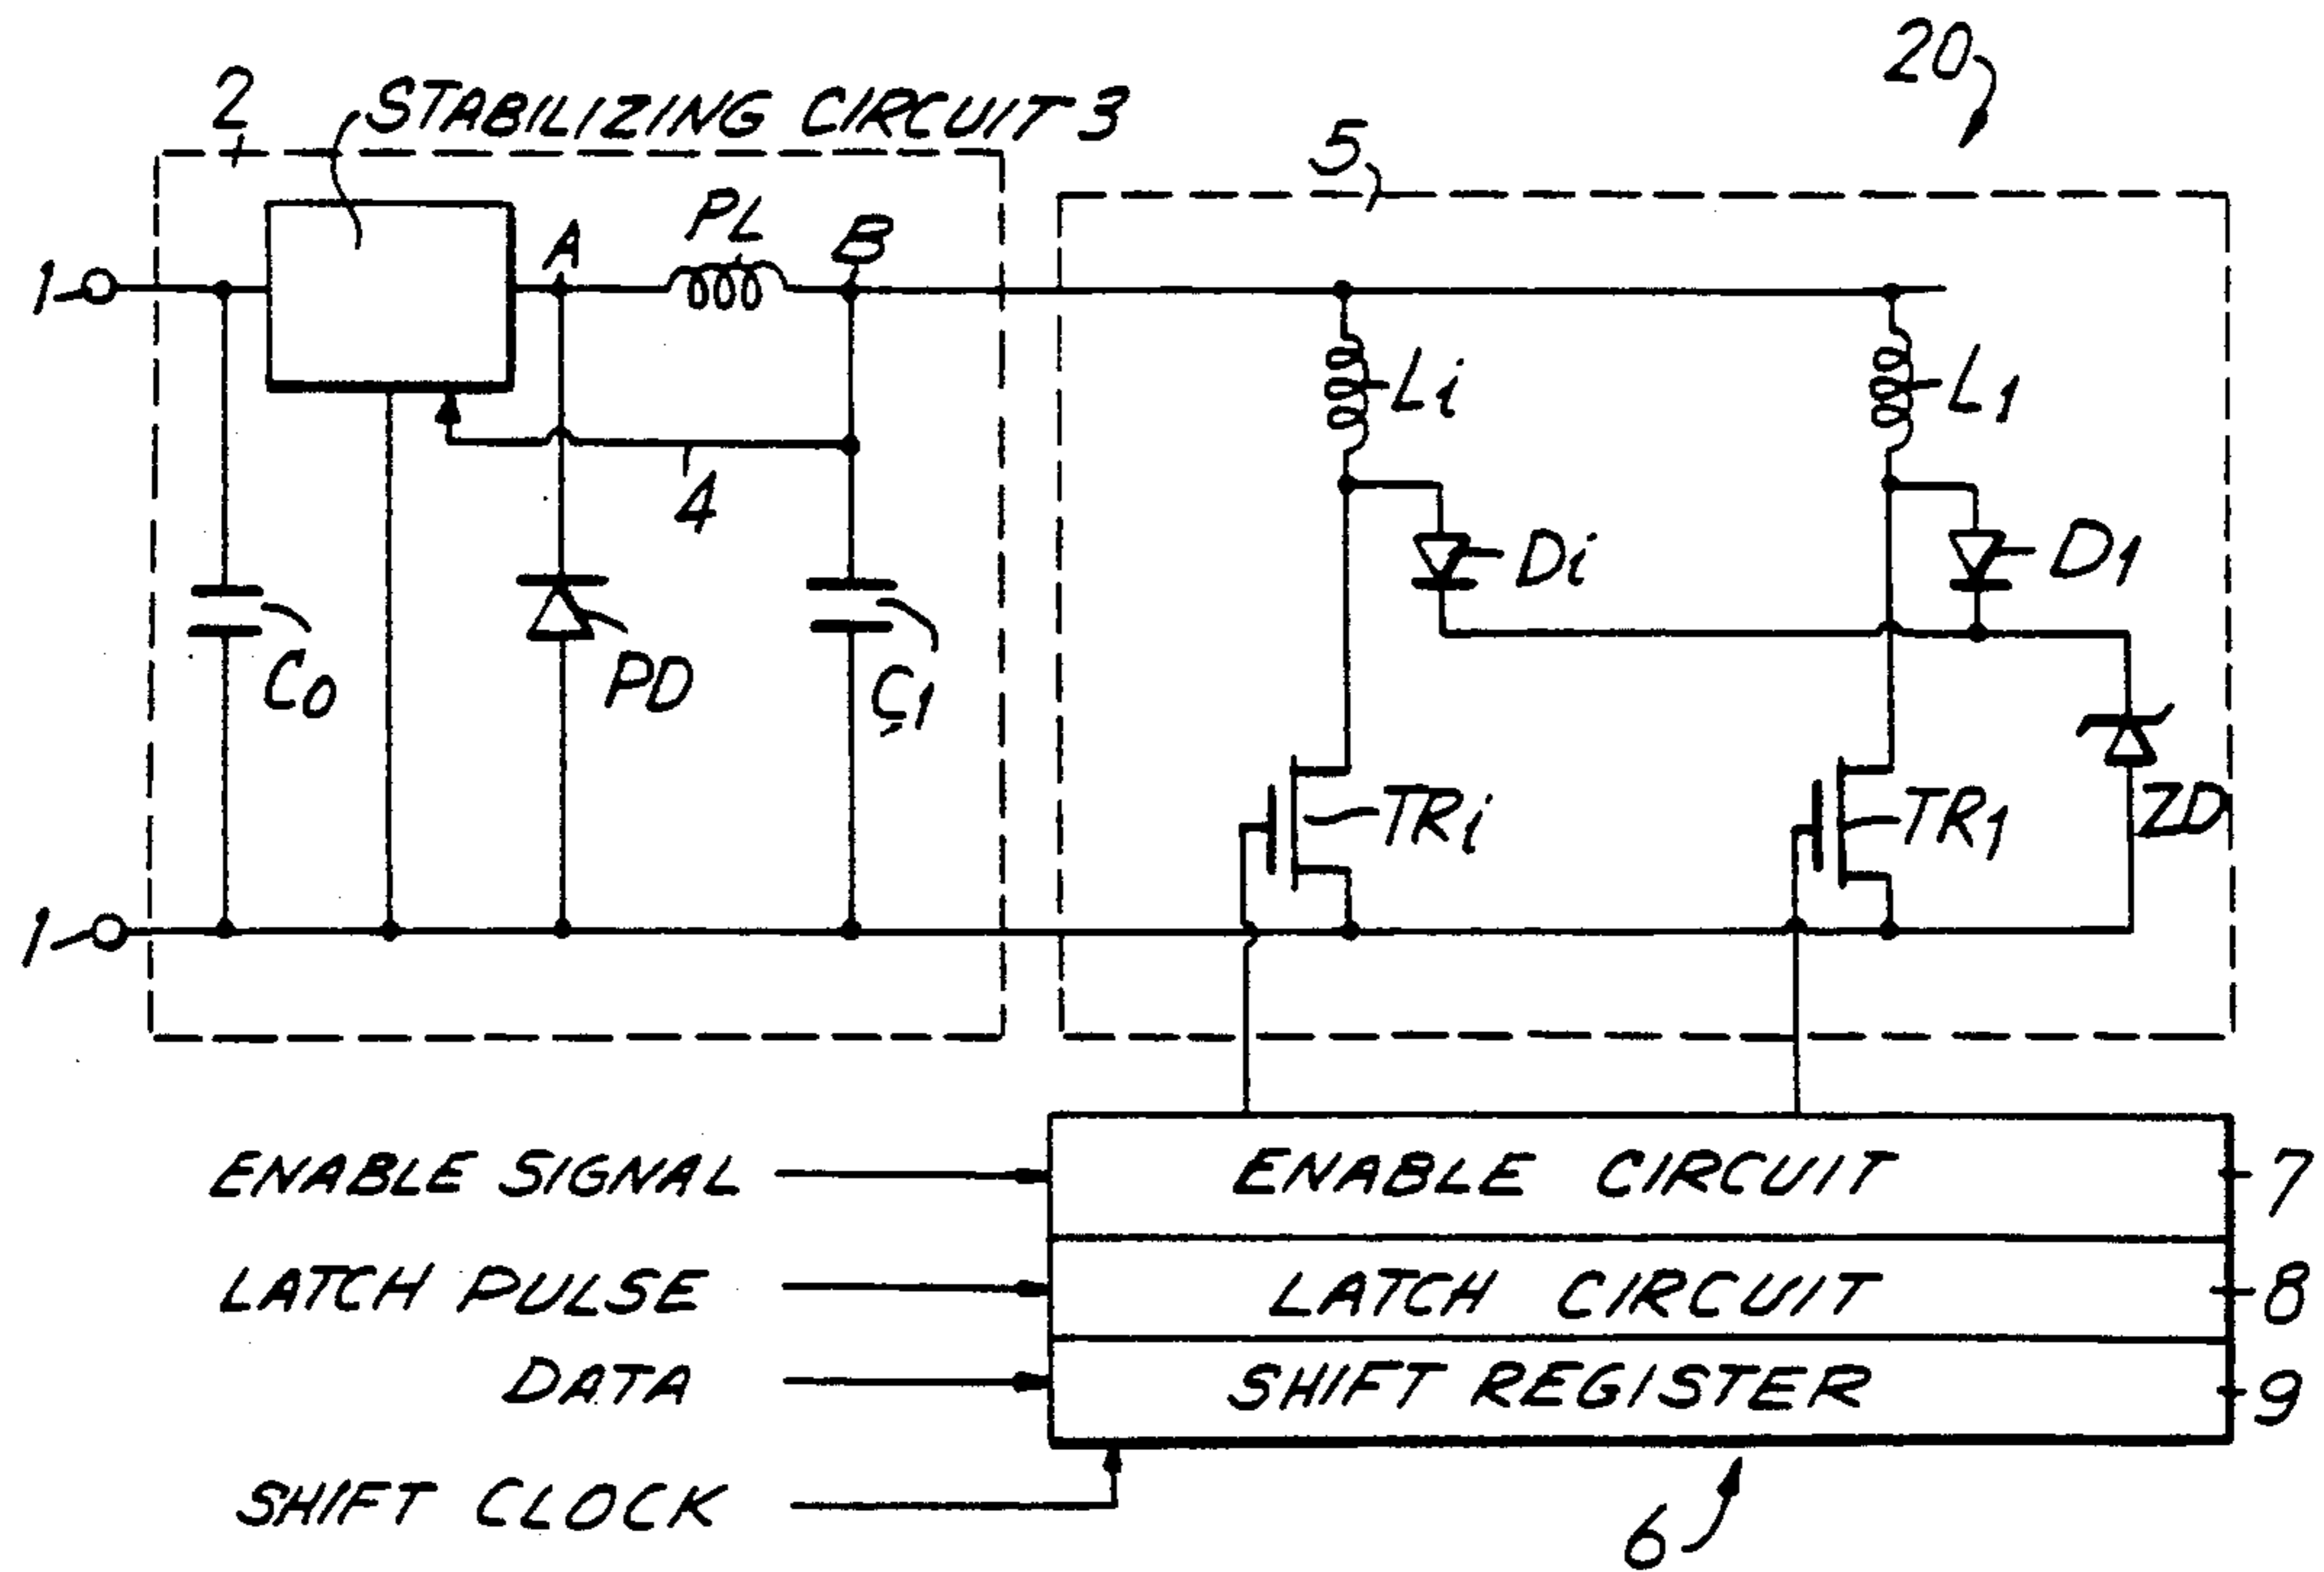 20
2
STABILIZING CIRCUIT 3
5
1
A
PL
B
Li
L1
4
Di
D1
C0
PD
C1
TRi
TR1
ZD
1
ENABLE SIGNAL
ENABLE CIRCUIT
7
LATCH PULSE
LATCH CIRCUIT
8
DATA
SHIFT REGISTER
9
SHIFT CLOCK
6